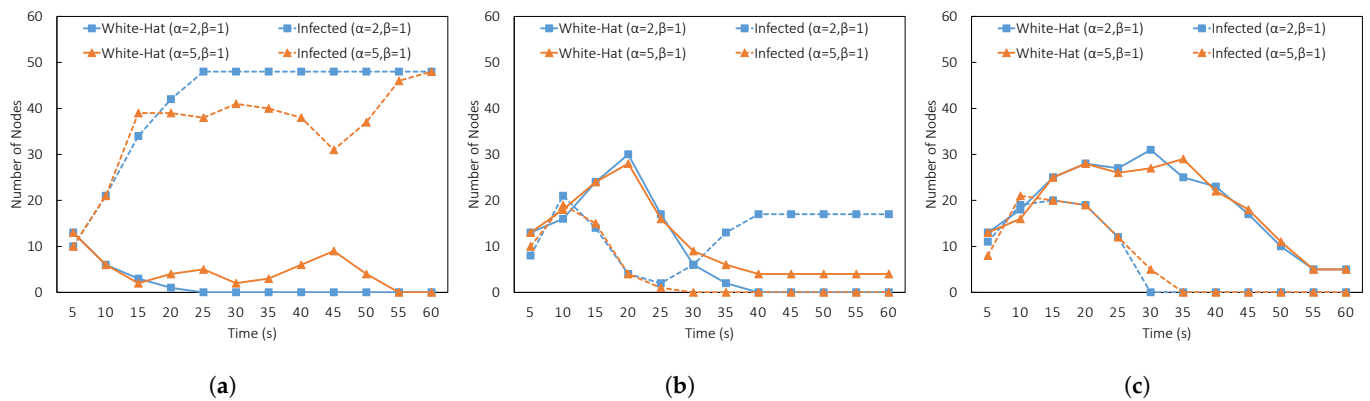 White-Hat (α=2,β=1) Infected (α=2,β=1)
White-Hat (α=5,β=1) Infected (α=5,β=1)
60
50
40
30
20
10
0
Number of Nodes
5 10 15 20 25 30 35 40 45 50 55 60
Time (s)
(a)
White-Hat (α=2,β=1) Infected (α=2,β=1)
White-Hat (α=5,β=1) Infected (α=5,β=1)
60
50
40
30
20
10
0
Number of Nodes
5 10 15 20 25 30 35 40 45 50 55 60
Time (s)
(b)
White-Hat (α=2,β=1) Infected (α=2,β=1)
White-Hat (α=5,β=1) Infected (α=5,β=1)
60
50
40
30
20
10
0
Number of Nodes
5 10 15 20 25 30 35 40 45 50 55 60
Time (s)
(c)